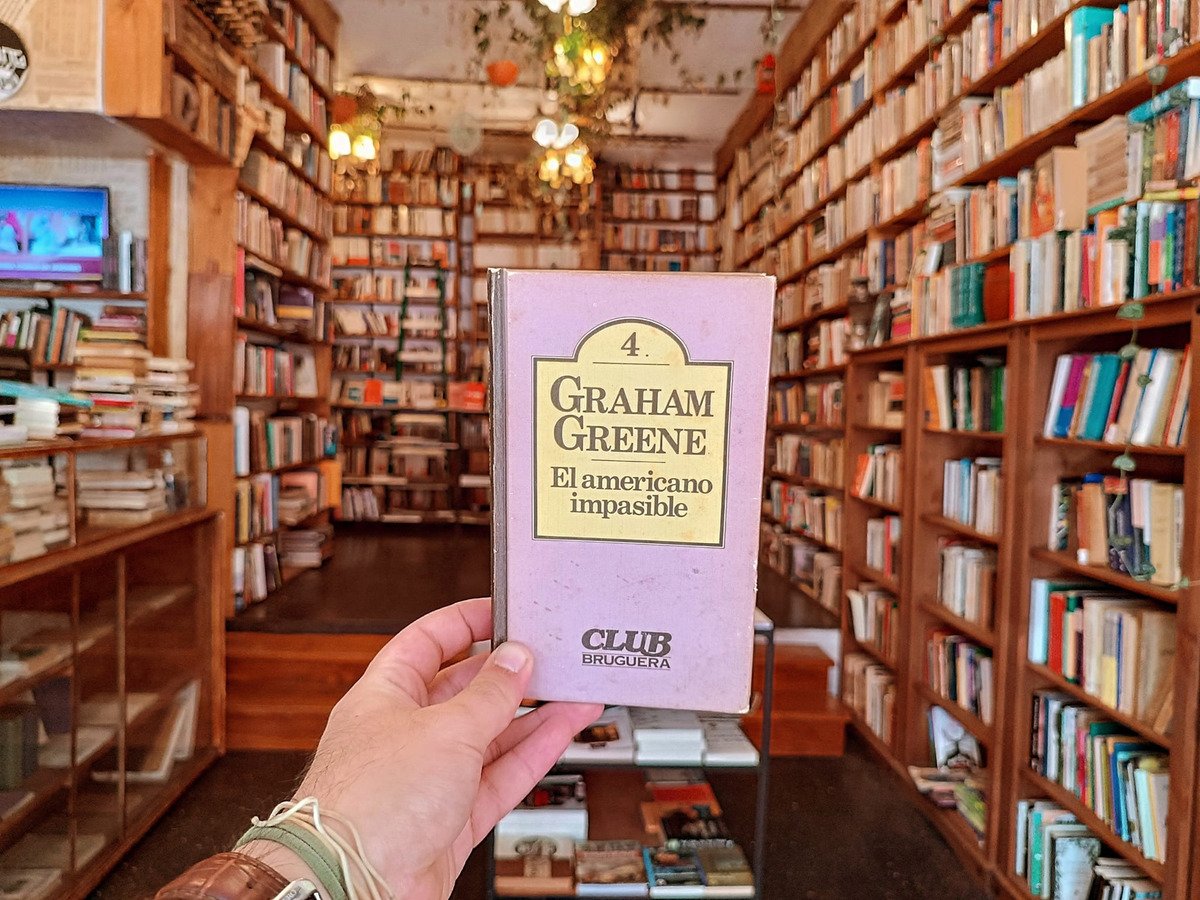 4.
GRAHAM
GREENE
El americano
impasible
CLUB
BRUGUERA